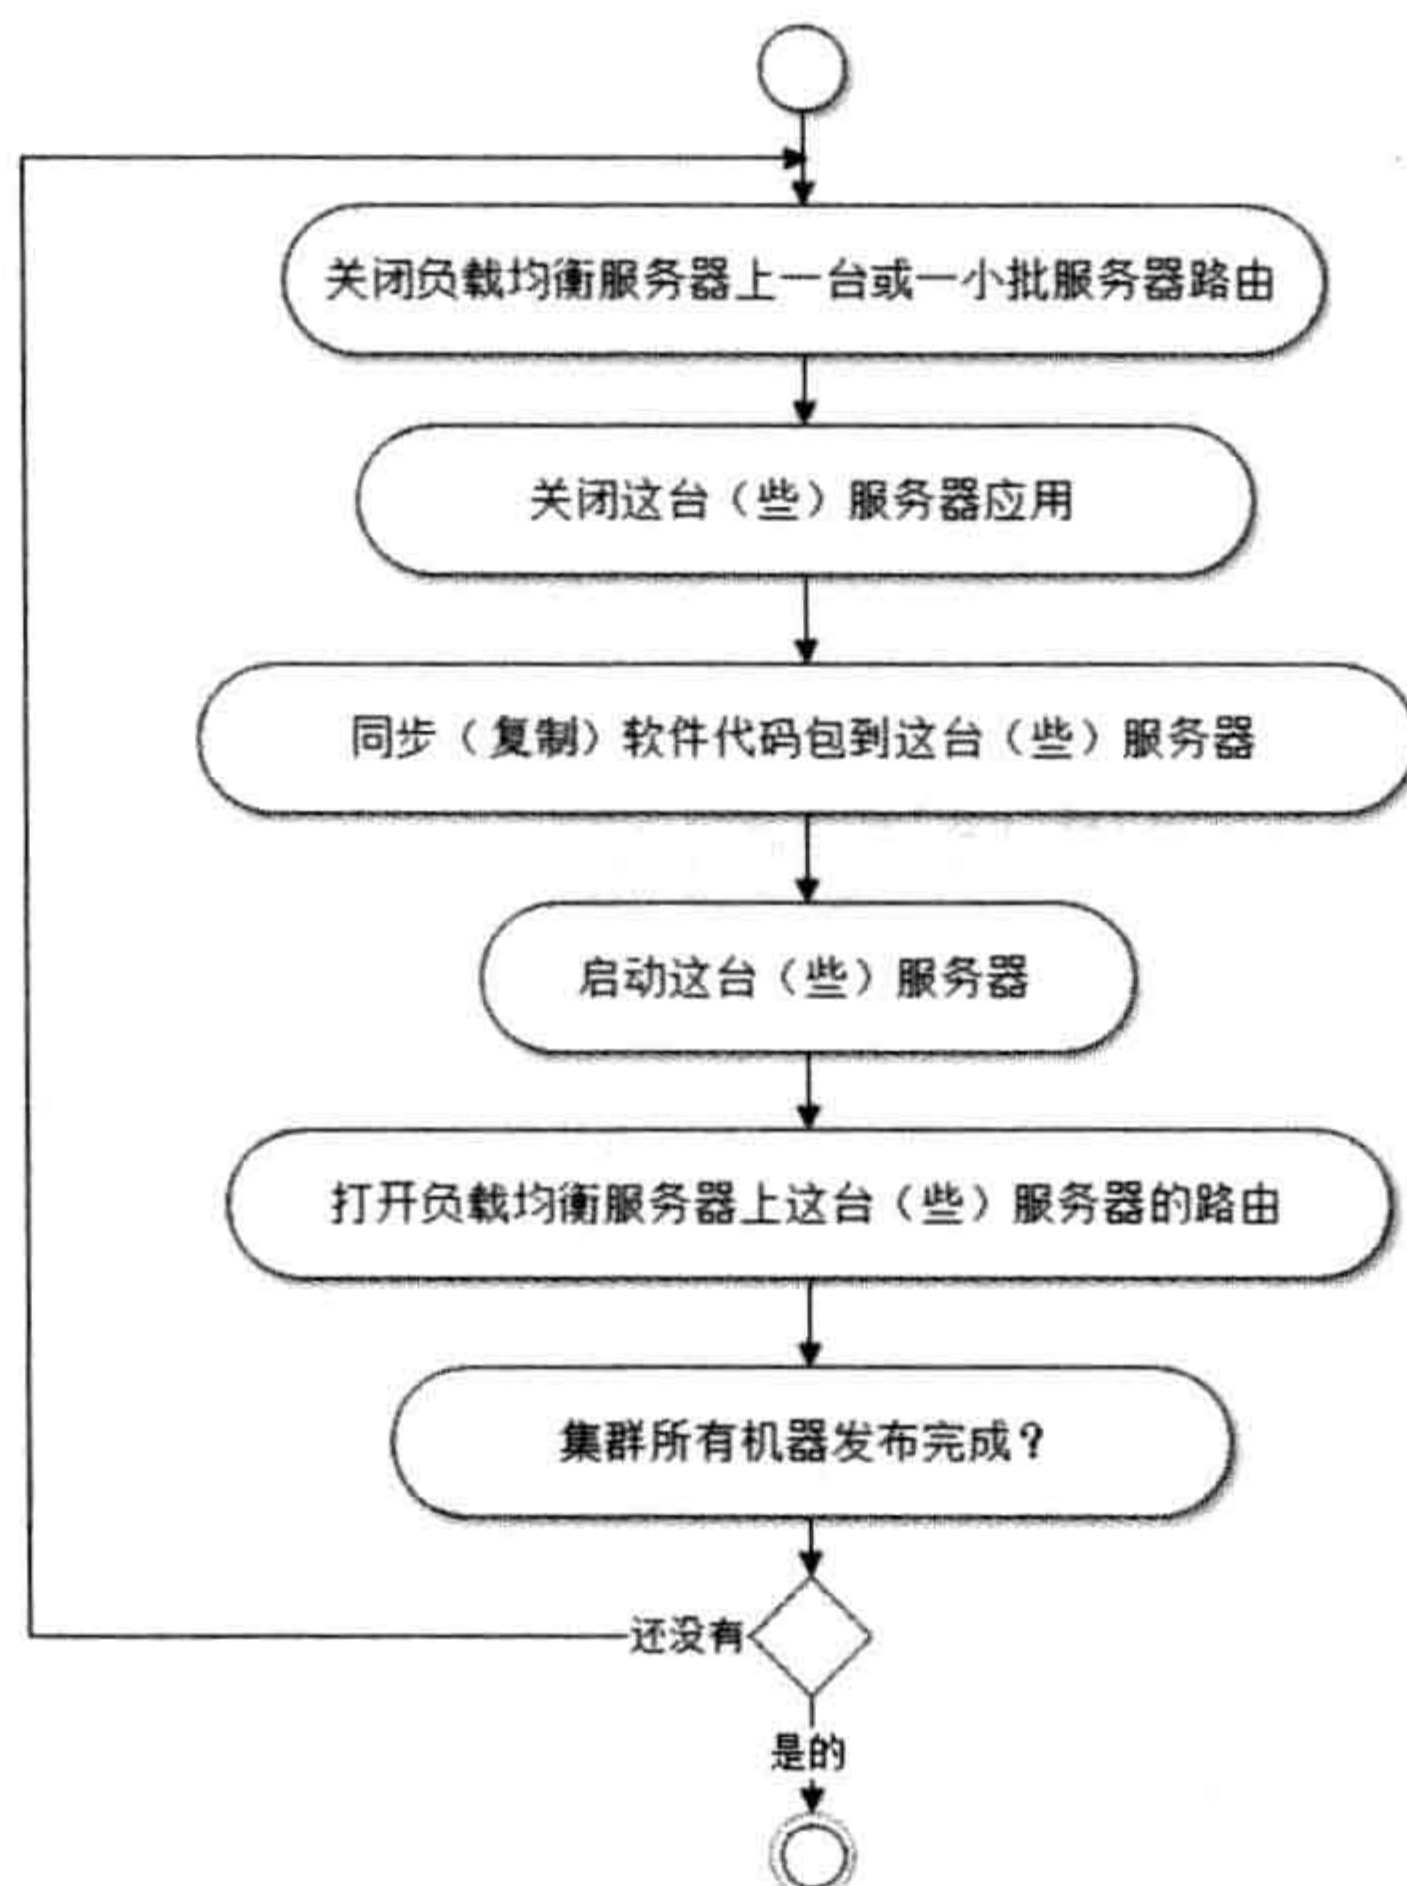 关闭负载均衡服务器上一台或一小批服务器路由
关闭这台（些）服务器应用
同步（复制）软件代码包到这台（些）服务器
启动这台（些）服务器
打开负载均衡服务器上这台（些）服务器的路由
集群所有机器发布完成？
还没有
是的